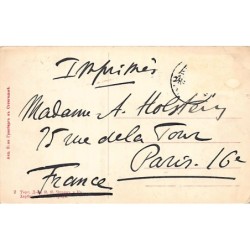 Imprimés
Madame A. Holstein
75 rue de la Tour
Paris. 16e
France